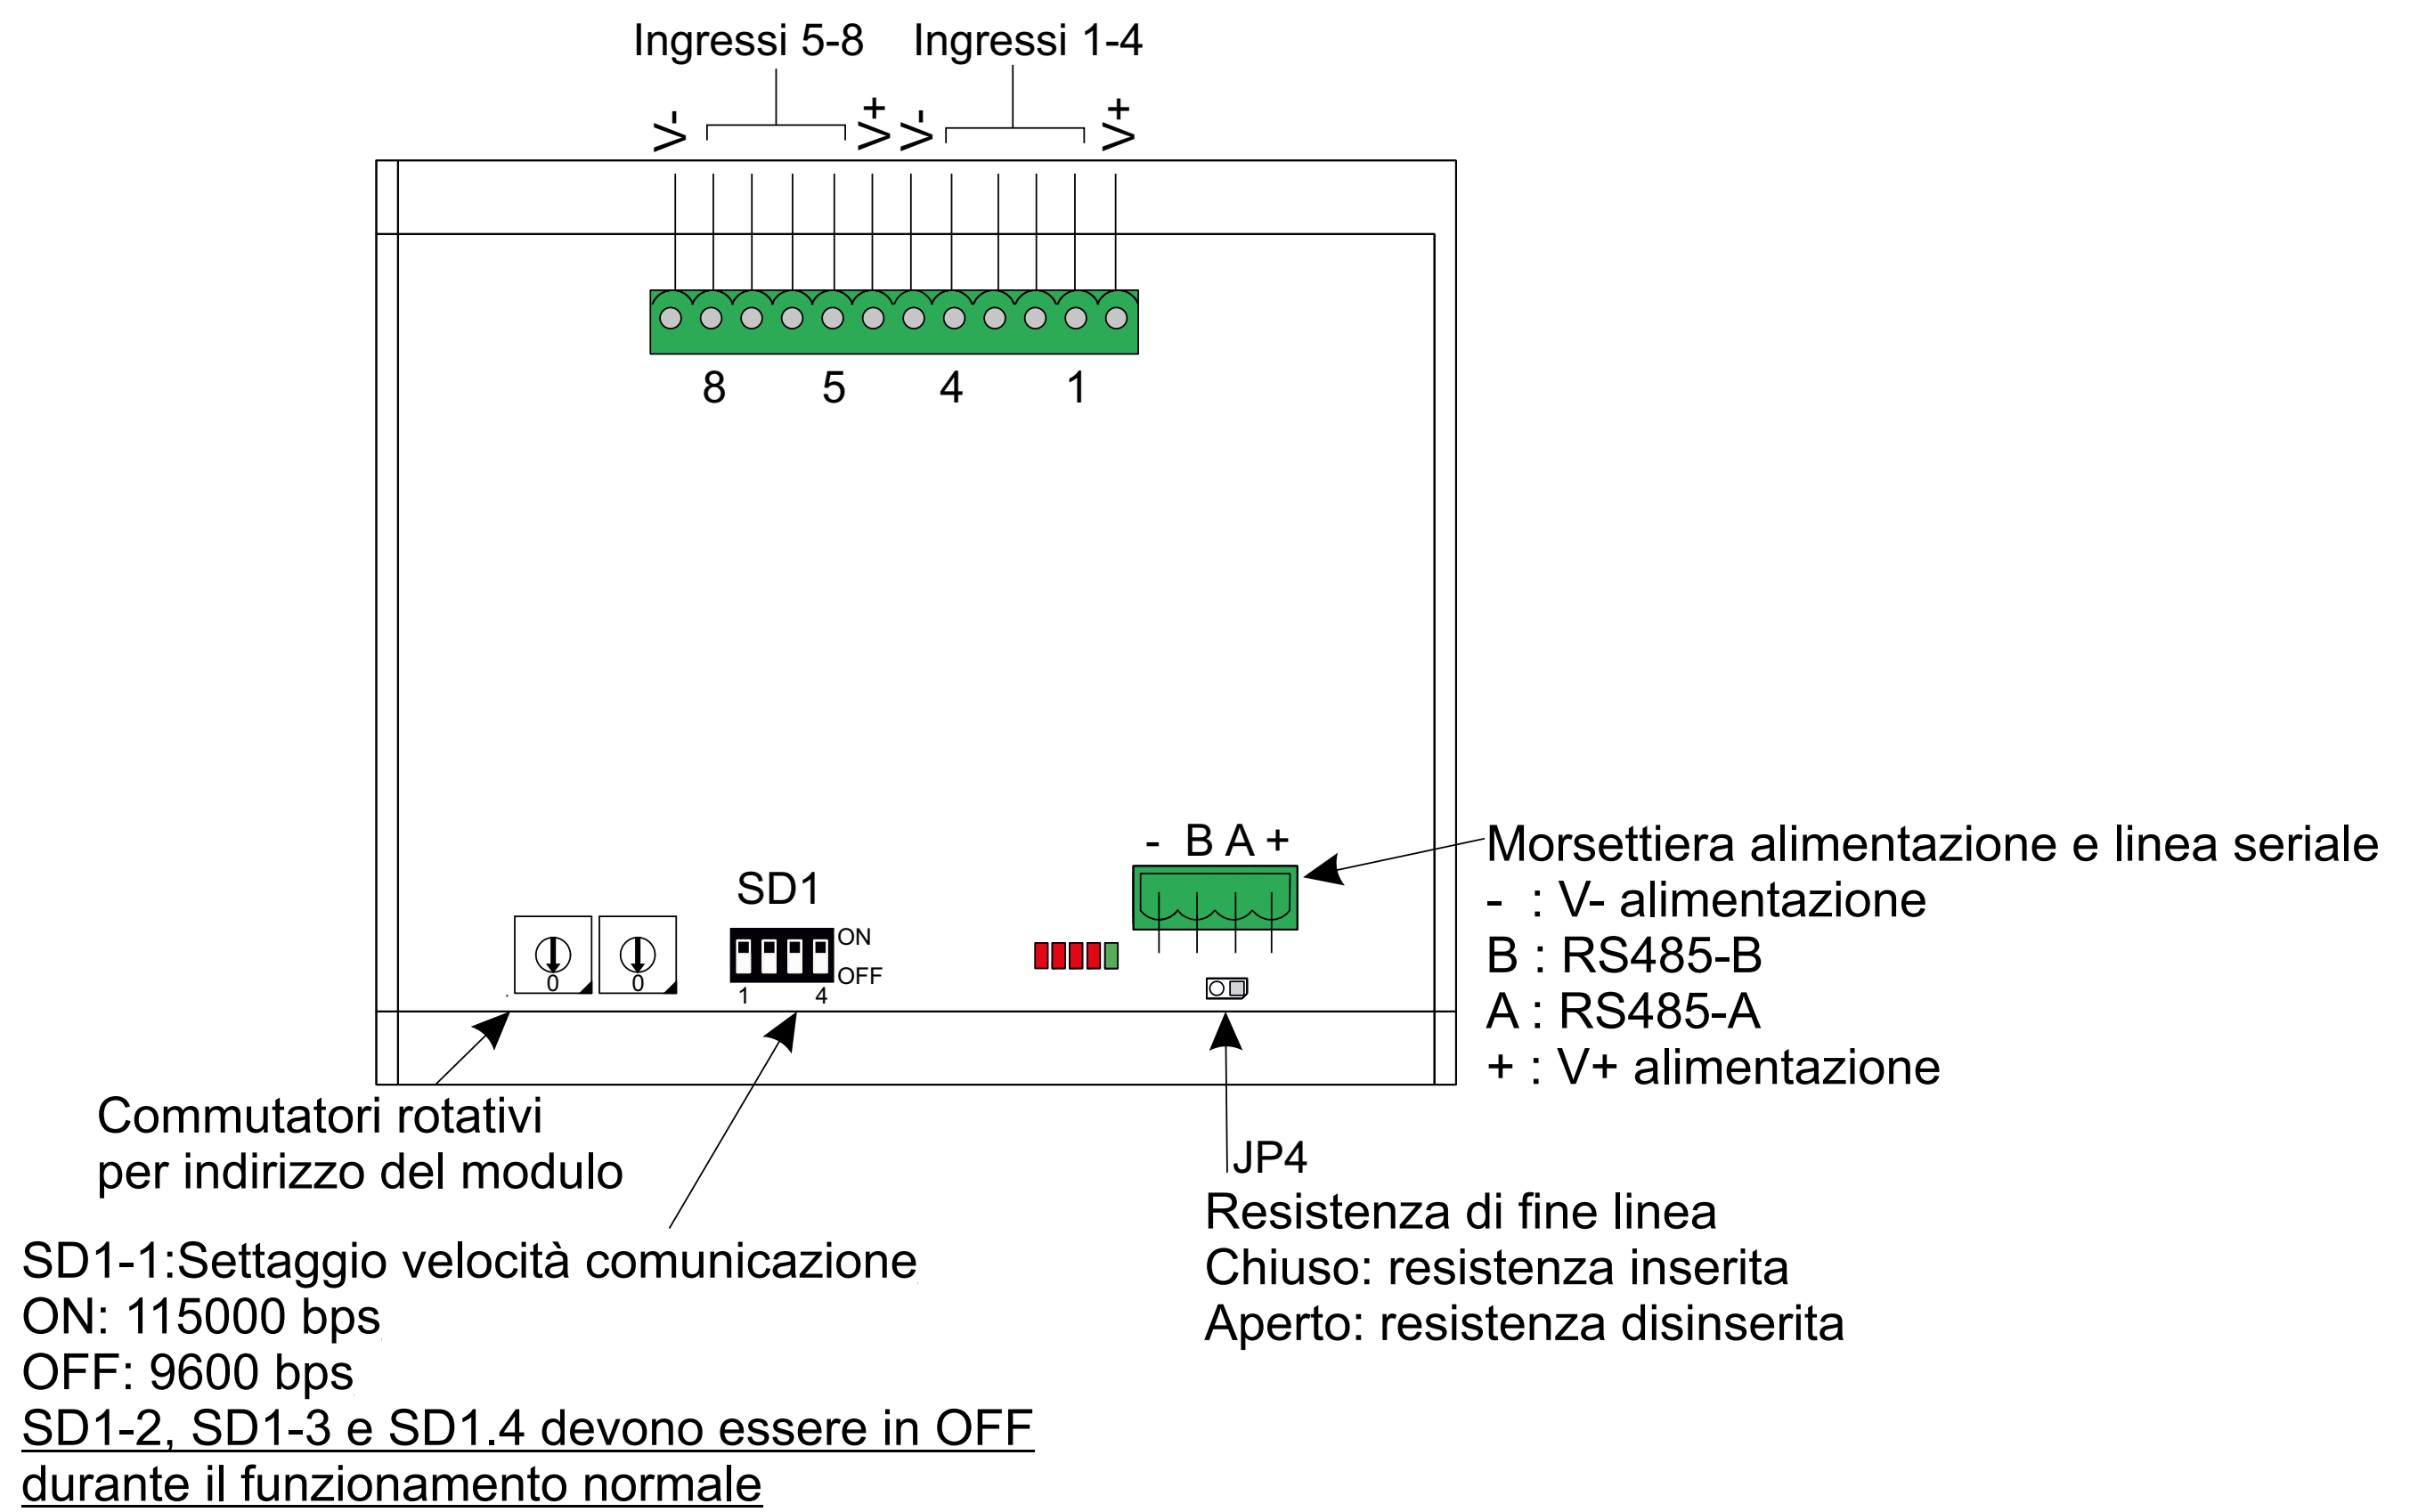 Ingressi 5-8 Ingressi 1-4
V- V+ V- V+
8 5 4 1
- B A +
SD1
ON
OFF
1 4
0 0
Morsettiera alimentazione e linea seriale
- : V- alimentazione
B : RS485-B
A : RS485-A
+ : V+ alimentazione
Commutatori rotativi
per indirizzo del modulo
JP4
Resistenza di fine linea
Chiuso: resistenza inserita
Aperto: resistenza disinserita
SD1-1:Settaggio velocità comunicazione
ON: 115000 bps
OFF: 9600 bps
SD1-2, SD1-3 e SD1.4 devono essere in OFF
durante il funzionamento normale